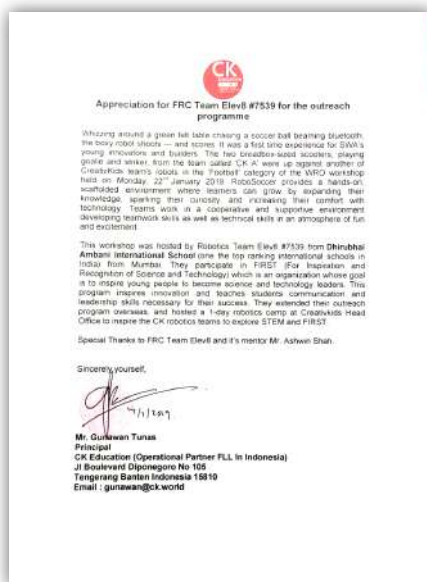 CK
Appreciation for FRC Team Elev8 #7539 for the outreach
programme
Whizzing around a green felt table chasing a soccer ball beaming bluetooth,
the boxy robot shoots — and scores. It was a first time experience for SWA's
young innovators and builders. The two breadbox-sized scooters, playing
goalie and striker, from the team called 'CK A' were up against another of
CreativKids team's robots in the 'Football' category of the WRO workshop
held on Monday, 22nd January 2018. RoboSoccer provides a hands-on,
scaffolded environment where learners can grow by expanding their
knowledge, sparking their curiosity and increasing their comfort with
technology. Teams work in a cooperative and supportive environment
developing teamwork skills as well as technical skills in an atmosphere of fun
and excitement.
This workshop was hosted by Robotics Team Elev8 #7539 from Dhirubhai
Ambani International School (one the top ranking international schools in
India) from Mumbai. They participate in FIRST (For Inspiration and
Recognition of Science and Technology) which is an organization whose goal
is to inspire young people to become science and technology leaders. This
program inspires innovation and teaches students communication and
leadership skills necessary for their success. They extended their outreach
program overseas, and hosted a 1-day robotics camp at Creativkids Head
Office to inspire the CK robotics teams to explore STEM and FIRST.
Special Thanks to FRC Team Elev8 and it's mentor Mr. Ashwin Shah.
Sincerely yourself,
Mr. Gunawan Tunas
Principal
CK Education (Operational Partner FLL in Indonesia)
Jl Boulevard Diponegoro No 105
Tengerang Banten Indonesia 15810
Email : gunawan@ck.world